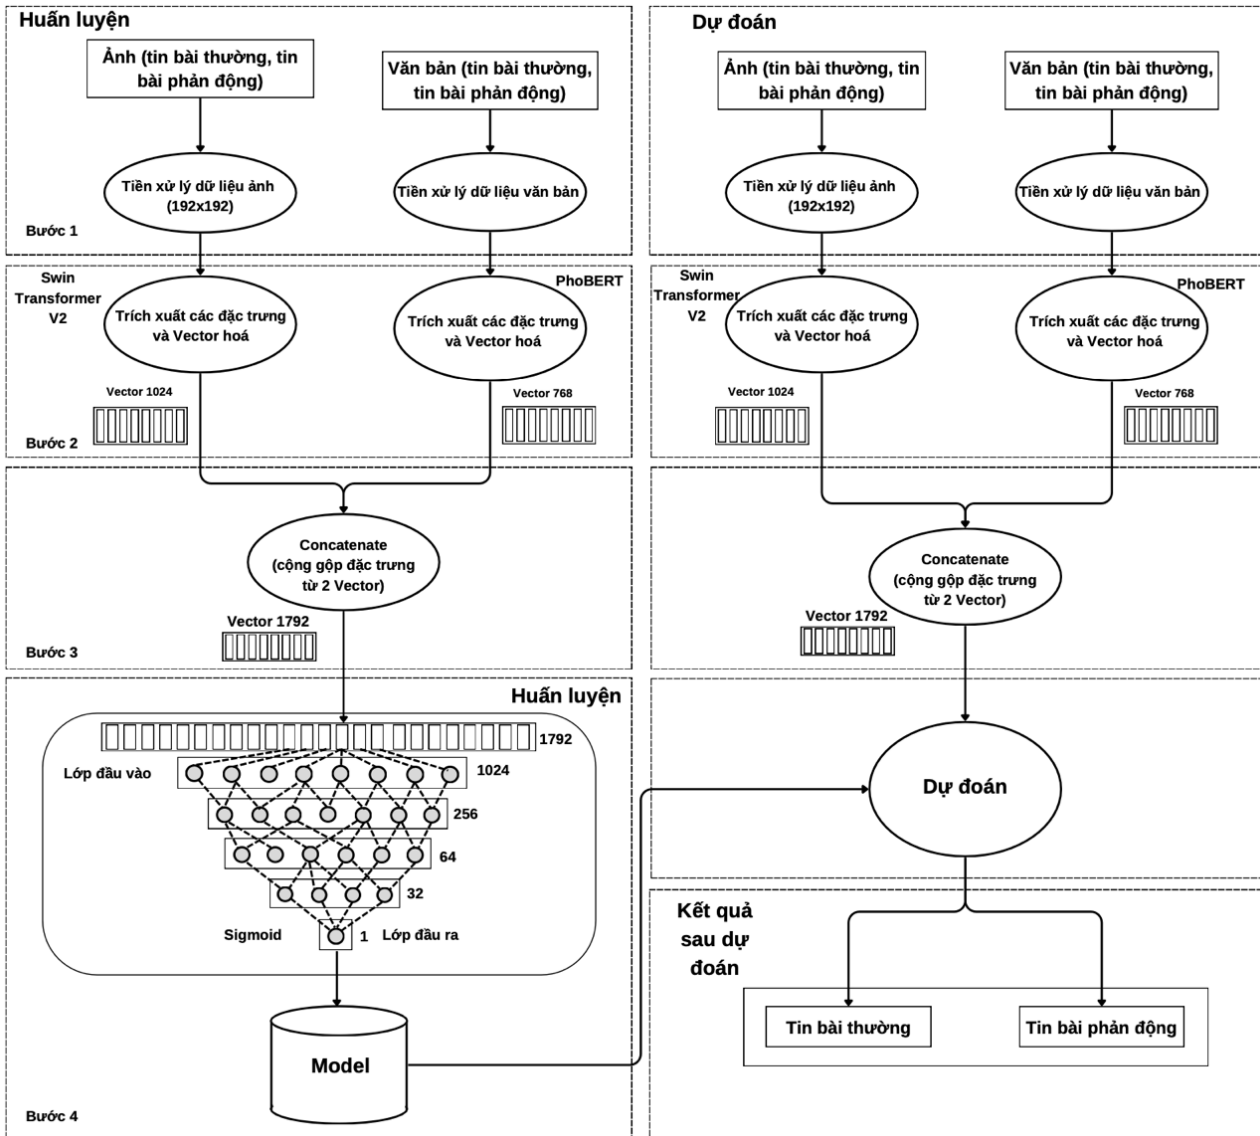 Huấn luyện
Ảnh (tin bài thường, tin
bài phản động)
Văn bản (tin bài thường,
tin bài phản động)
Tiền xử lý dữ liệu ảnh
(192x192)
Tiền xử lý dữ liệu văn bản
Bước 1
Swin
Transformer
V2
Trích xuất các đặc trưng
và Vector hoá
PhoBERT
Trích xuất các đặc trưng
và Vector hoá
Vector 1024
Vector 768
Bước 2
Concatenate
(cộng gộp đặc trưng
từ 2 Vector)
Vector 1792
Bước 3
Huấn luyện
1792
Lớp đầu vào
1024
256
64
32
Sigmoid
1
Lớp đầu ra
Model
Bước 4
Dự đoán
Ảnh (tin bài thường, tin
bài phản động)
Văn bản (tin bài thường,
tin bài phản động)
Tiền xử lý dữ liệu ảnh
(192x192)
Tiền xử lý dữ liệu văn bản
Swin
Transformer
V2
Trích xuất các đặc trưng
và Vector hoá
PhoBERT
Trích xuất các đặc trưng
và Vector hoá
Vector 1024
Vector 768
Concatenate
(cộng gộp đặc trưng
từ 2 Vector)
Vector 1792
Dự đoán
Kết quả
sau dự
đoán
Tin bài thường
Tin bài phản động